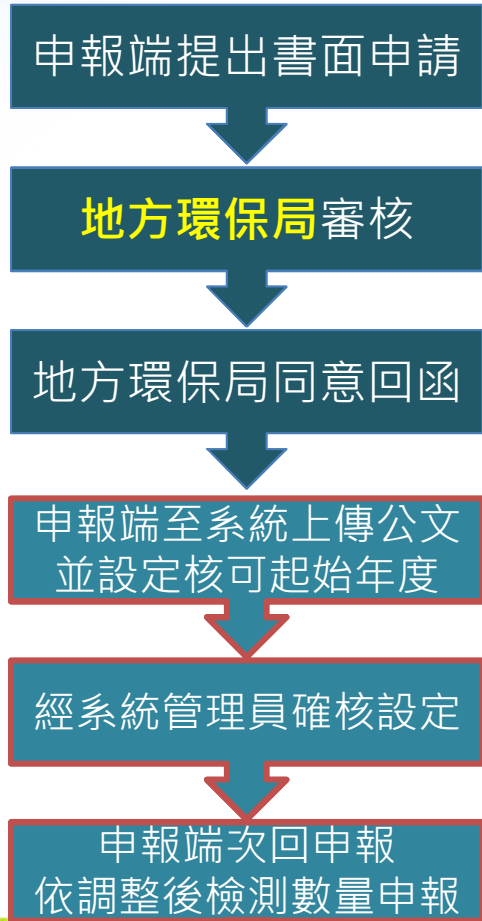 申報端提出書面申請
地方環保局審核
地方環保局同意回函
申報端至系統上傳公文
並設定核可起始年度
經系統管理員確核設定
申報端次回申報
依調整後檢測數量申報